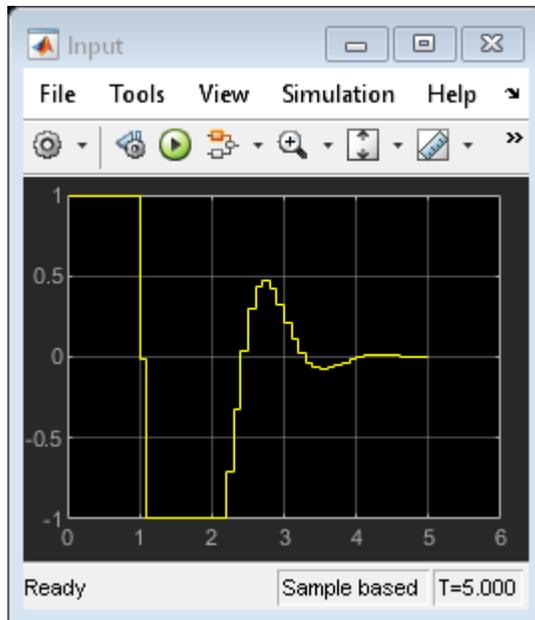 Input
File Tools View Simulation Help
1
0.5
0
-0.5
-1
0 1 2 3 4 5 6
Ready Sample based T=5.000